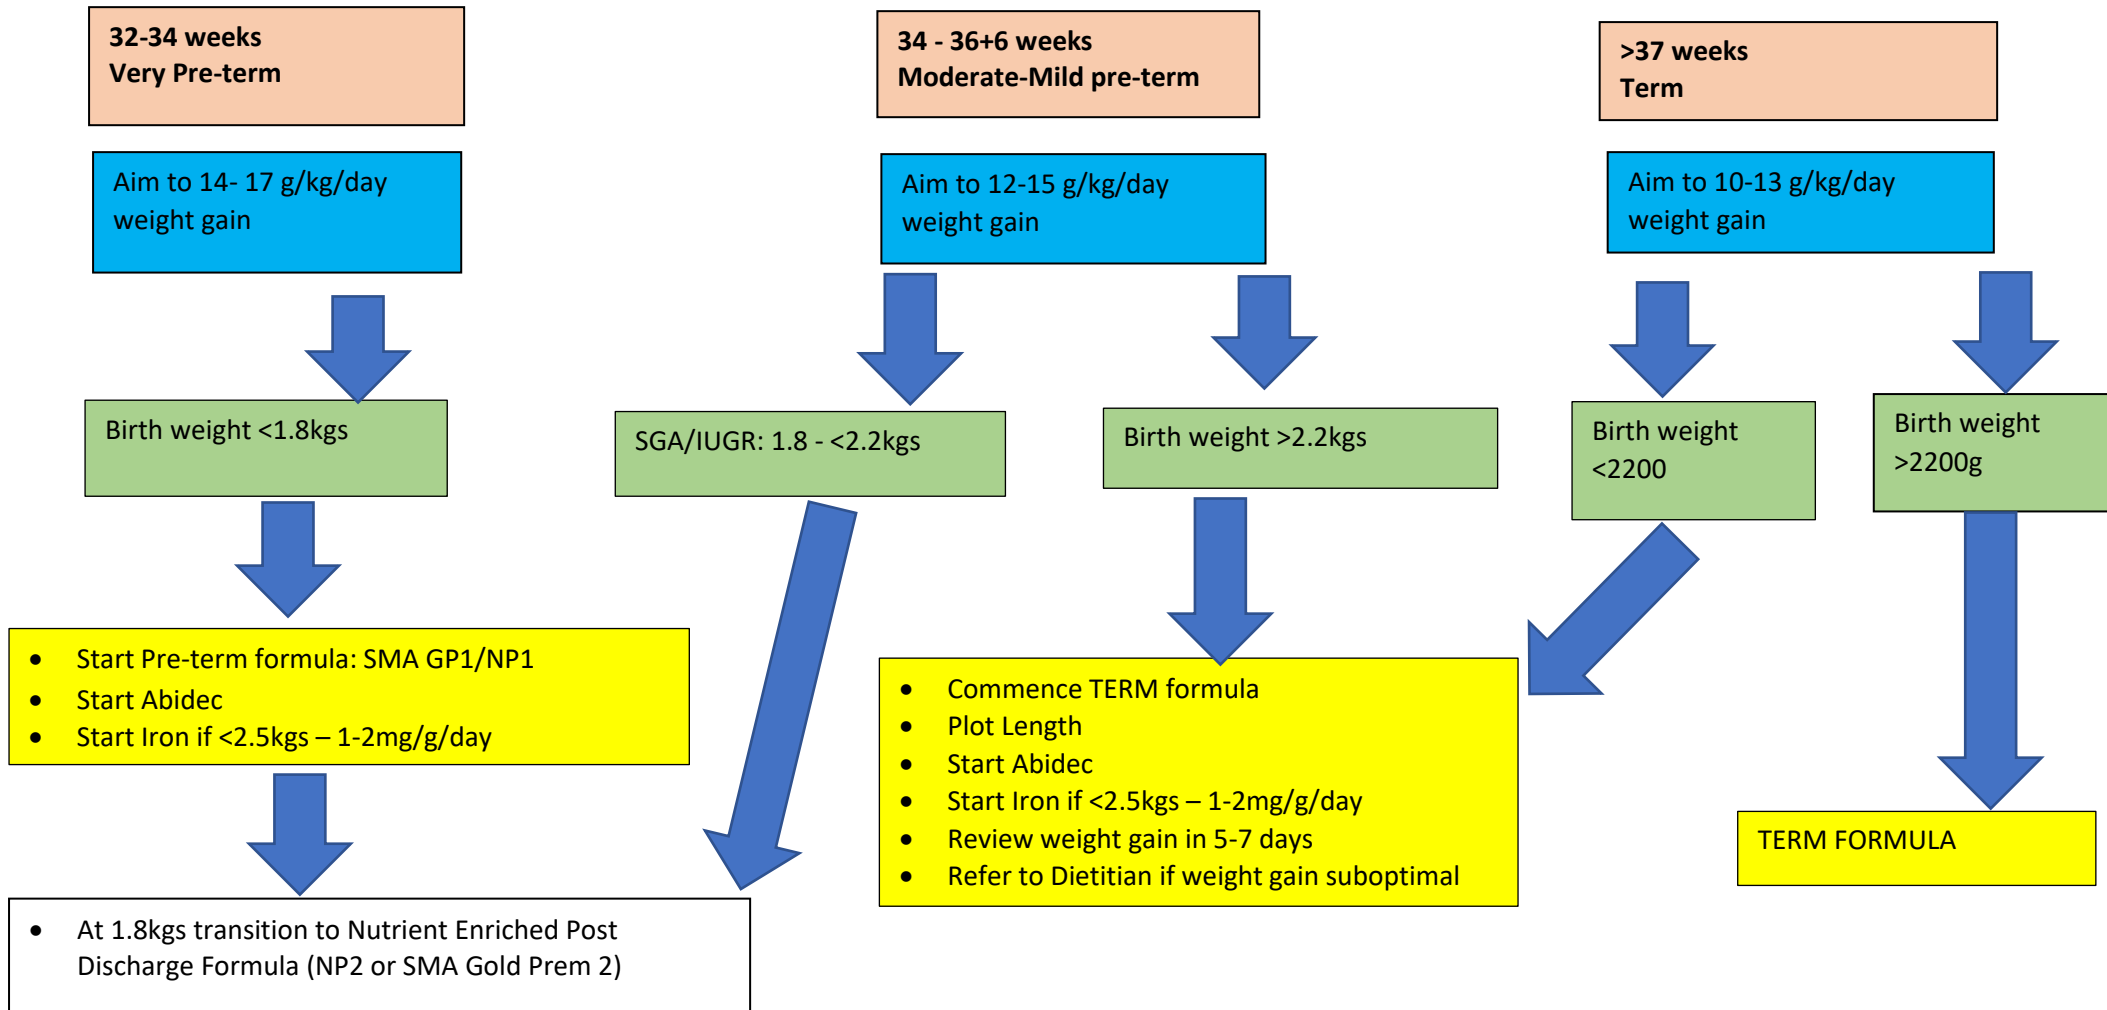 32-34 weeks
Very Pre-term
34 - 36+6 weeks
Moderate-Mild pre-term
>37 weeks
Term
Aim to 14- 17 g/kg/day
weight gain
Aim to 12-15 g/kg/day
weight gain
Aim to 10-13 g/kg/day
weight gain
Birth weight <1.8kgs
SGA/IUGR: 1.8 - <2.2kgs
Birth weight >2.2kgs
Birth weight
<2200
Birth weight
>2200g
• Start Pre-term formula: SMA GP1/NP1
• Start Abidec
• Start Iron if <2.5kgs – 1-2mg/g/day
• Commence TERM formula
• Plot Length
• Start Abidec
• Start Iron if <2.5kgs – 1-2mg/g/day
• Review weight gain in 5-7 days
• Refer to Dietitian if weight gain suboptimal
TERM FORMULA
• At 1.8kgs transition to Nutrient Enriched Post
Discharge Formula (NP2 or SMA Gold Prem 2)